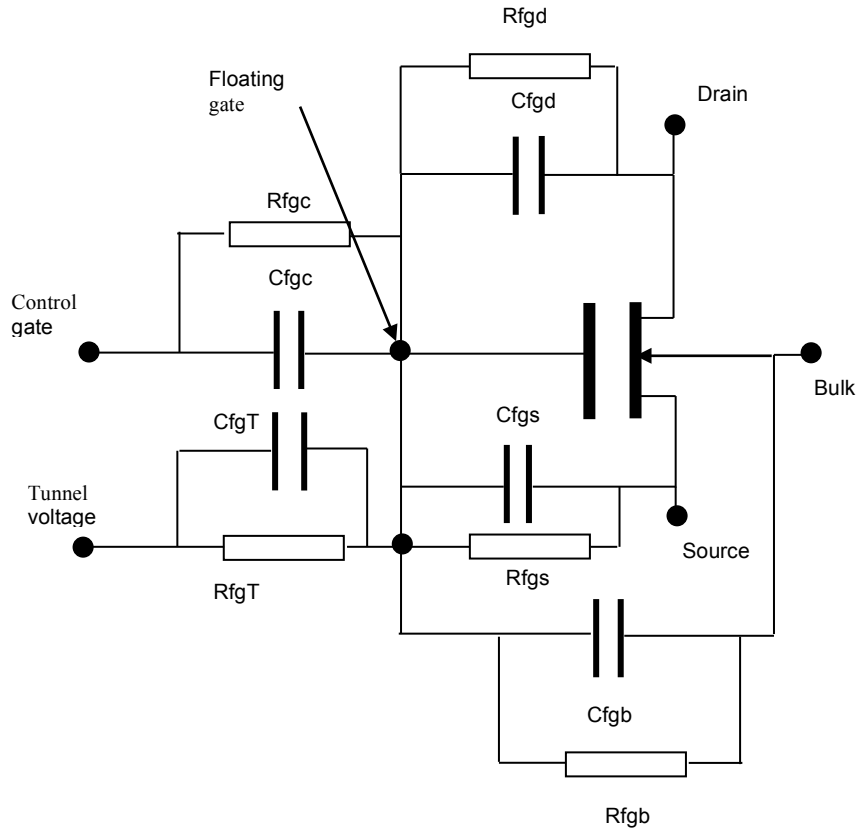 Rfgd
Floating
gate
Cfgd
Drain
Rfgc
Cfgc
Control
gate
Bulk
CfgT
Cfgs
Tunnel
voltage
Source
RfgT
Rfgs
Cfgb
Rfgb